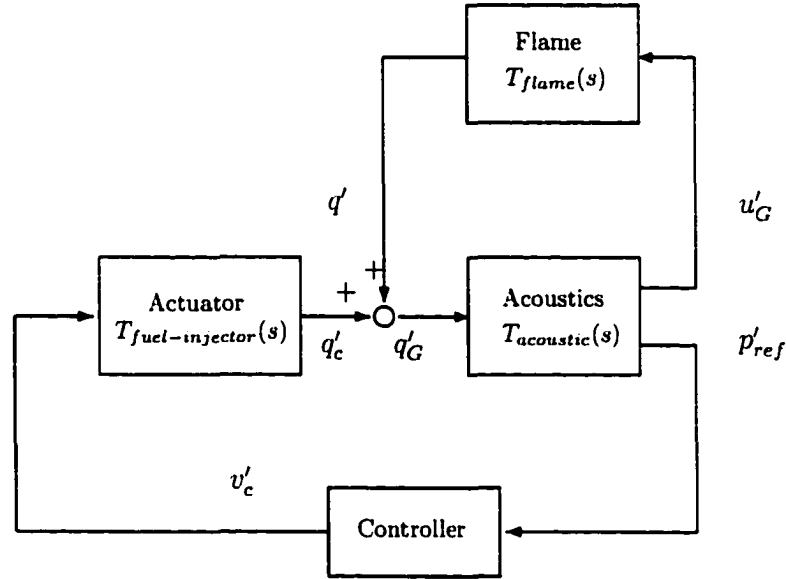 Flame
T_{flame}(s)
q'
u'_G
+
+
Actuator
T_{fuel-injector}(s)
q'_c
q'_G
Acoustics
T_{acoustic}(s)
p'_{ref}
v'_c
Controller